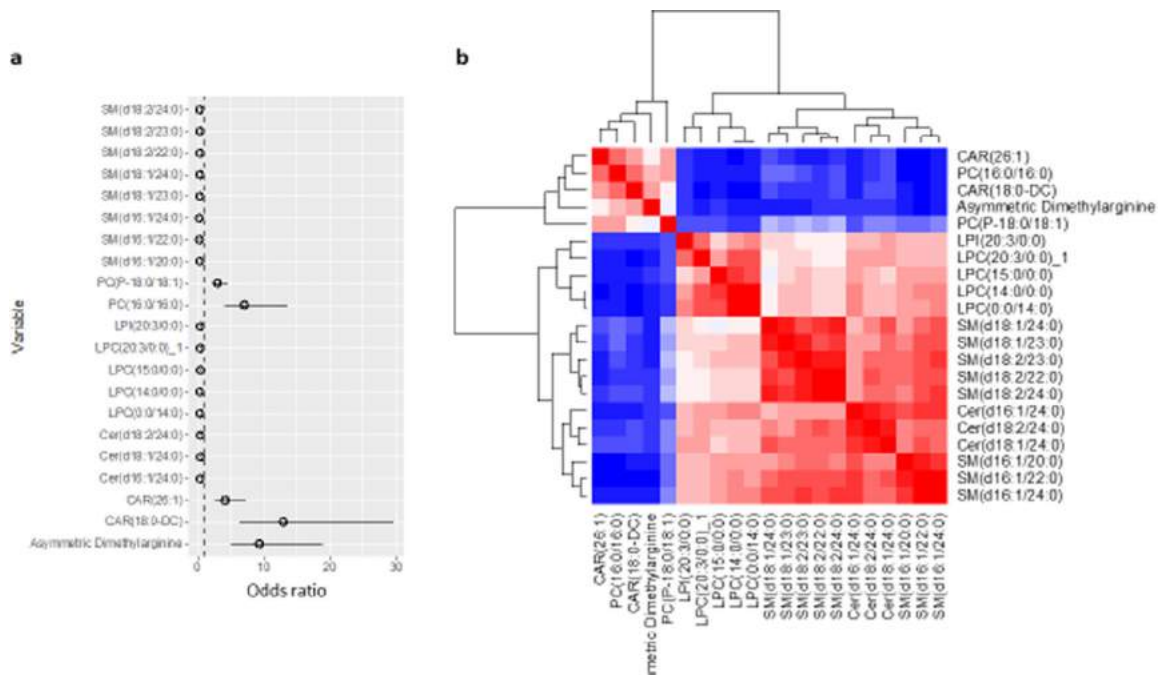 a
SM(d18:2/24:0)
SM(d18:2/23:0)
SM(d18:2/22:0)
SM(d18:1/24:0)
SM(d18:1/23:0)
SM(d16:1/24:0)
SM(d16:1/22:0)
SM(d16:1/20:0)
PC(P-18:0/18:1)
PC(16:0/16:0)
LPI(20:3/0:0)
LPC(20:3/0:0)_1
LPC(15:0/0:0)
LPC(14:0/0:0)
LPC(0:0/14:0)
Cer(d18:2/24:0)
Cer(d18:1/24:0)
Cer(d16:1/24:0)
CAR(26:1)
CAR(18:0-DC)
Asymmetric Dimethylarginine
Variable
0
10
20
30
Odds ratio
b
CAR(26:1)
PC(16:0/16:0)
CAR(18:0-DC)
Asymmetric Dimethylarginine
PC(P-18:0/18:1)
LPI(20:3/0:0)
LPC(20:3/0:0)_1
LPC(15:0/0:0)
LPC(14:0/0:0)
LPC(0:0/14:0)
SM(d18:1/24:0)
SM(d18:1/23:0)
SM(d18:2/23:0)
SM(d18:2/22:0)
SM(d18:2/24:0)
Cer(d16:1/24:0)
Cer(d18:2/24:0)
Cer(d18:1/24:0)
SM(d16:1/20:0)
SM(d16:1/22:0)
SM(d16:1/24:0)
CAR(26:1)
PC(16:0/16:0)
CAR(18:0-DC)
metric Dimethylarginine
PC(P-18:0/18:1)
LPI(20:3/0:0)
LPC(20:3/0:0)_1
LPC(15:0/0:0)
LPC(14:0/0:0)
LPC(0:0/14:0)
SM(d18:1/24:0)
SM(d18:1/23:0)
SM(d18:2/23:0)
SM(d18:2/22:0)
SM(d18:2/24:0)
Cer(d16:1/24:0)
Cer(d18:2/24:0)
Cer(d18:1/24:0)
SM(d16:1/20:0)
SM(d16:1/22:0)
SM(d16:1/24:0)